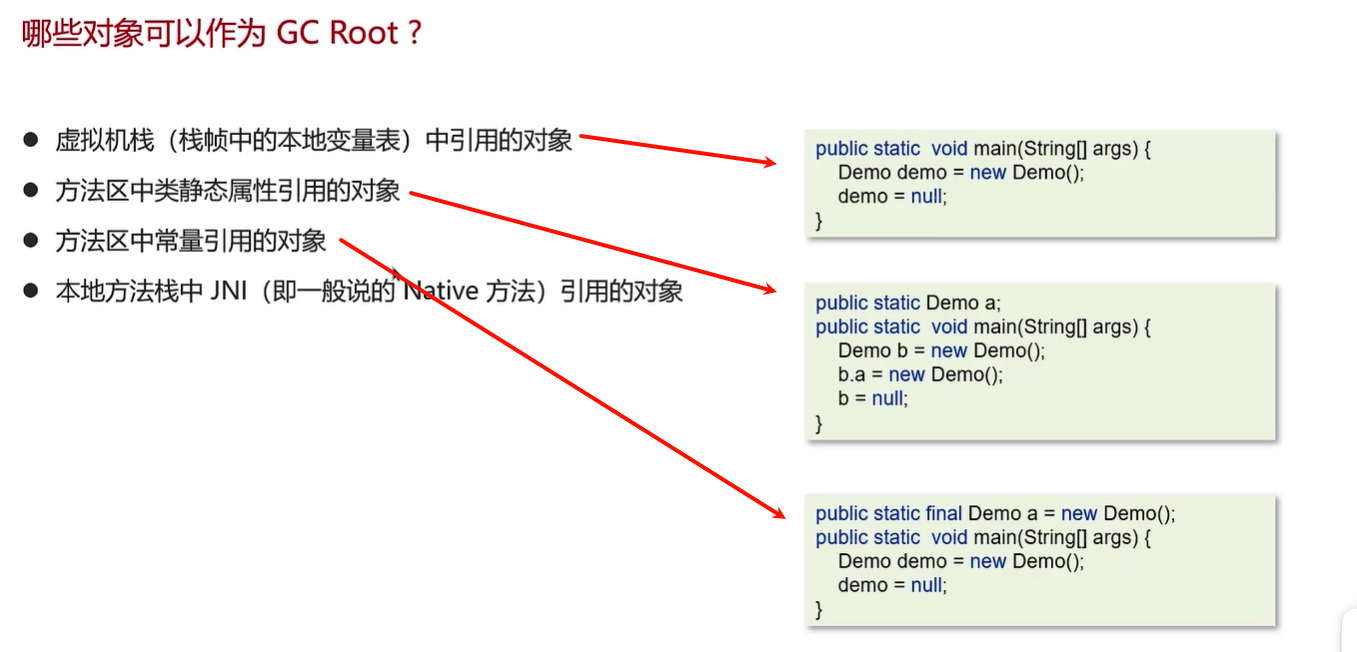 哪些对象可以作为 GC Root？
● 虚拟机栈（栈帧中的本地变量表）中引用的对象
● 方法区中类静态属性引用的对象
● 方法区中常量引用的对象
● 本地方法栈中 JNI（即一般说的 Native 方法）引用的对象
public static  void main(String[] args) {
    Demo demo = new Demo();
    demo = null;
}
public static Demo a;
public static  void main(String[] args) {
    Demo b = new Demo();
    b.a = new Demo();
    b = null;
}
public static final Demo a = new Demo();
public static  void main(String[] args) {
    Demo demo = new Demo();
    demo = null;
}